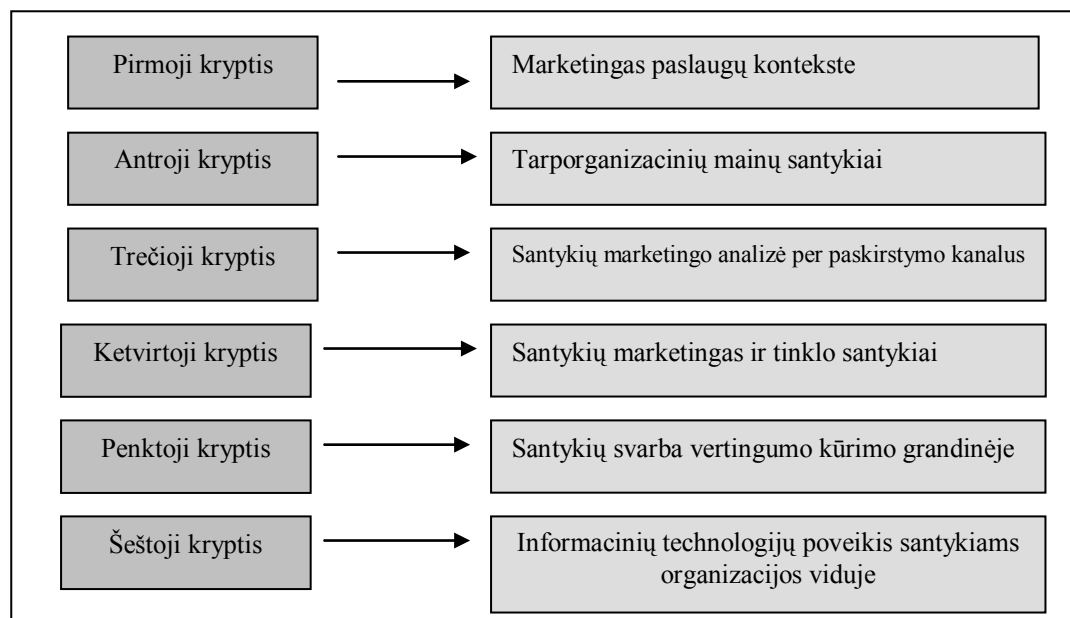 Pirmoji kryptis
Marketingas paslaugų kontekste
Antroji kryptis
Tarporganizacinių mainų santykiai
Trečioji kryptis
Santykių marketingo analizė per paskirstymo kanalus
Ketvirtoji kryptis
Santykių marketingas ir tinklo santykiai
Penktoji kryptis
Santykių svarba vertingumo kūrimo grandinėje
Šeštoji kryptis
Informacinių technologijų poveikis santykiams
organizacijos viduje